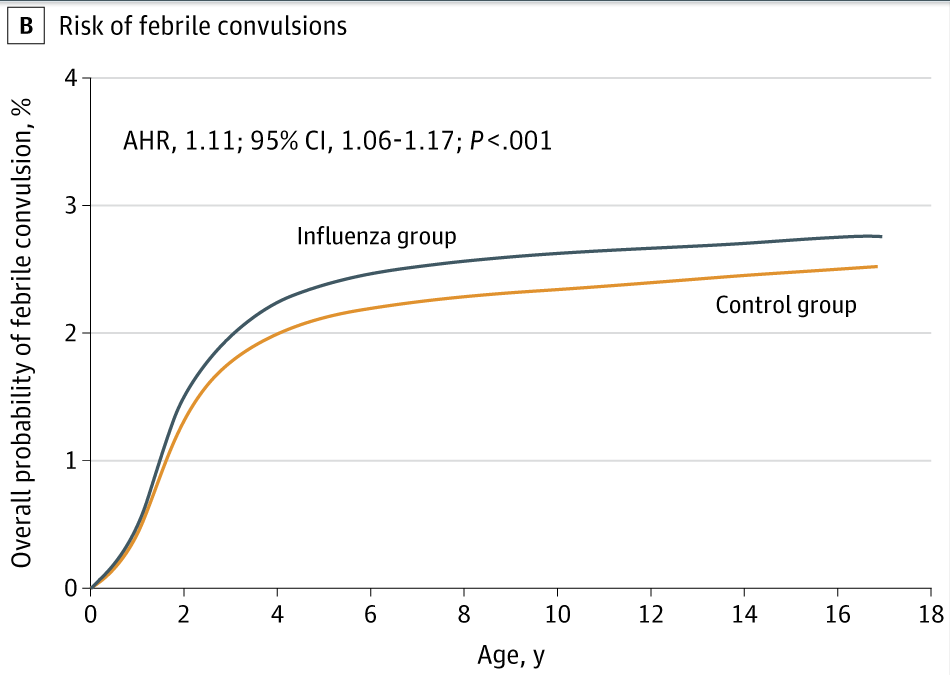 B Risk of febrile convulsions
Overall probability of febrile convulsion, %
4
3
2
1
0
AHR, 1.11; 95% CI, 1.06-1.17; P<.001
Influenza group
Control group
0 2 4 6 8 10 12 14 16 18
Age, y